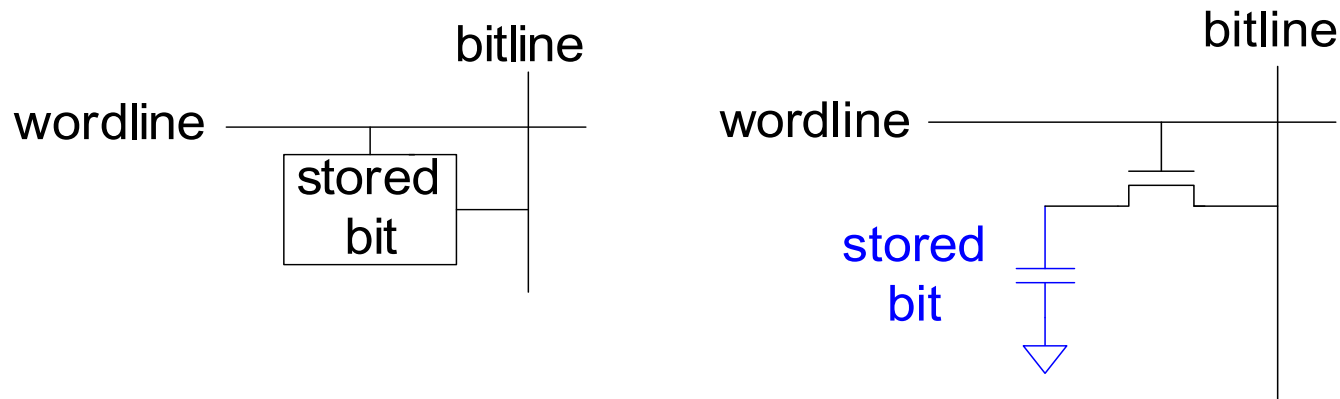 bitline
wordline
stored
bit
bitline
wordline
stored
bit